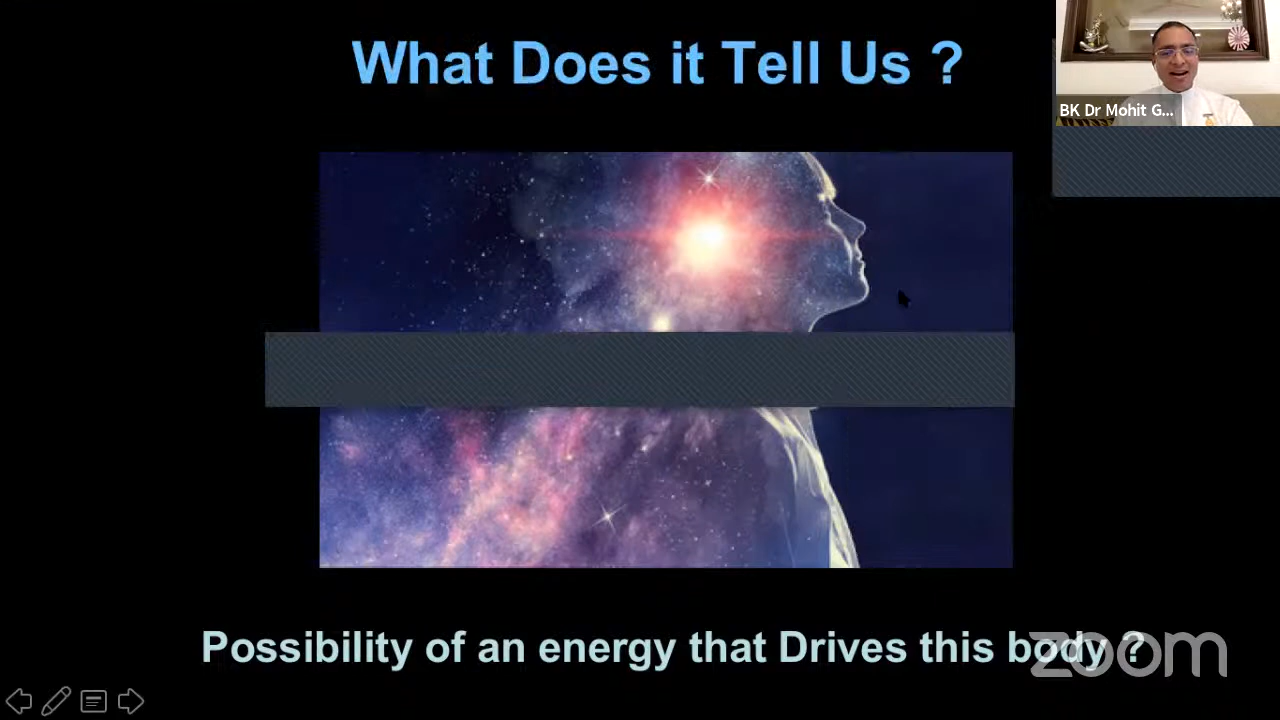 What Does it Tell Us ?
BK Dr Mohit G...
Possibility of an energy that Drives this body ?
zoom